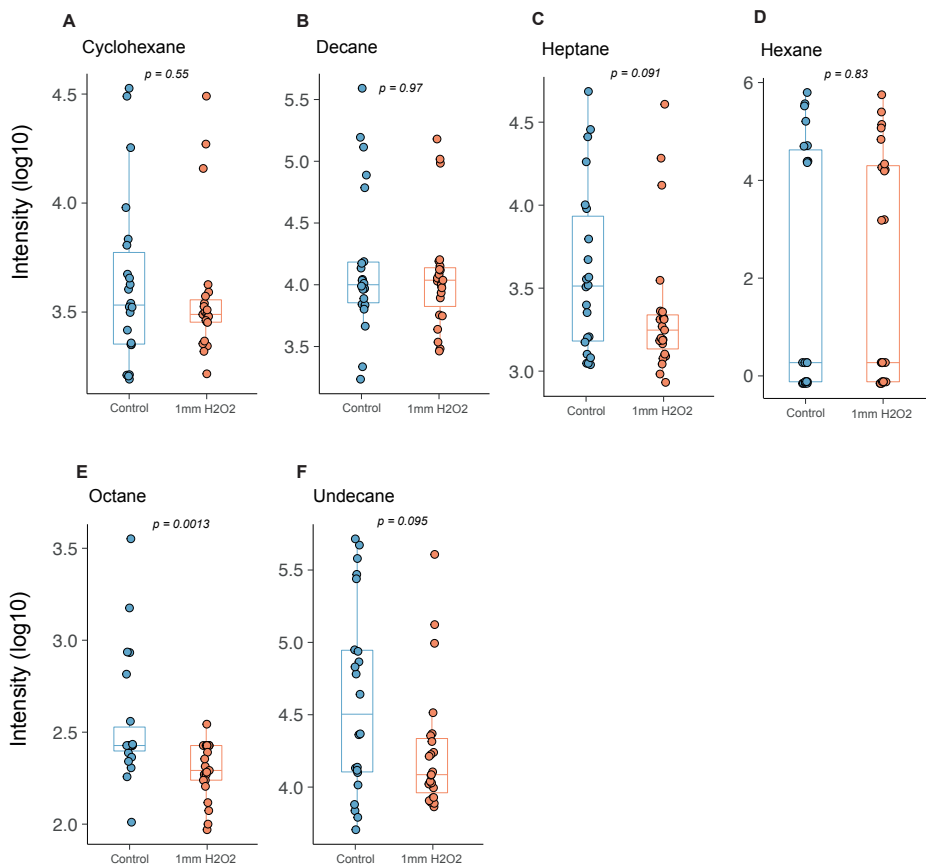 A
Cyclohexane
p = 0.55
4.5
4.0
3.5
Intensity (log10)
Control
1mm H2O2
B
Decane
p = 0.97
5.5
5.0
4.5
4.0
3.5
Control
1mm H2O2
C
Heptane
p = 0.091
4.5
4.0
3.5
3.0
Control
1mm H2O2
D
Hexane
p = 0.83
6
4
2
0
Control
1mm H2O2
E
Octane
p = 0.0013
3.5
3.0
2.5
2.0
Intensity (log10)
Control
1mm H2O2
F
Undecane
p = 0.095
5.5
5.0
4.5
4.0
Control
1mm H2O2